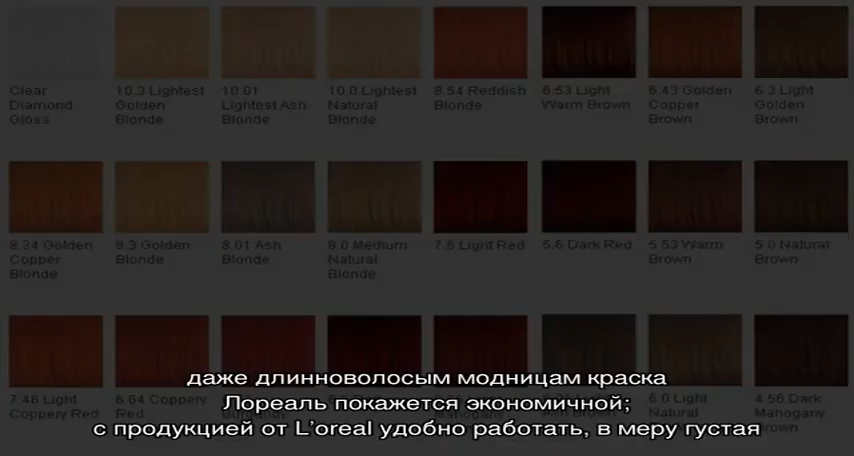 Clear
Diamond
Gloss
10.3 Lightest
Golden
Blonde
10.01
Lightest Ash
Blonde
10.0 Lightest
Natural
Blonde
8.54 Reddish
Blonde
6.53 Light
Warm Brown
6.43 Golden
Copper
Brown
6.3 Light
Golden
Brown
8.34 Golden
Copper
Blonde
8.3 Golden
Blonde
8.01 Ash
Blonde
8.0 Medium
Natural
Blonde
7.6 Light Red
5.6 Dark Red
5.53 Warm
Brown
5.0 Natural
Brown
7.46 Light
Coppery Red
6.64 Coppery
Red
Burgundy
Mahogany
Ash Brown
6.0 Light
Natural
4.56 Dark
Mahogany
Brown
даже длинноволосым модницам краска
Лореаль покажется экономичной;
с продукцией от L’oreal удобно работать, в меру густая